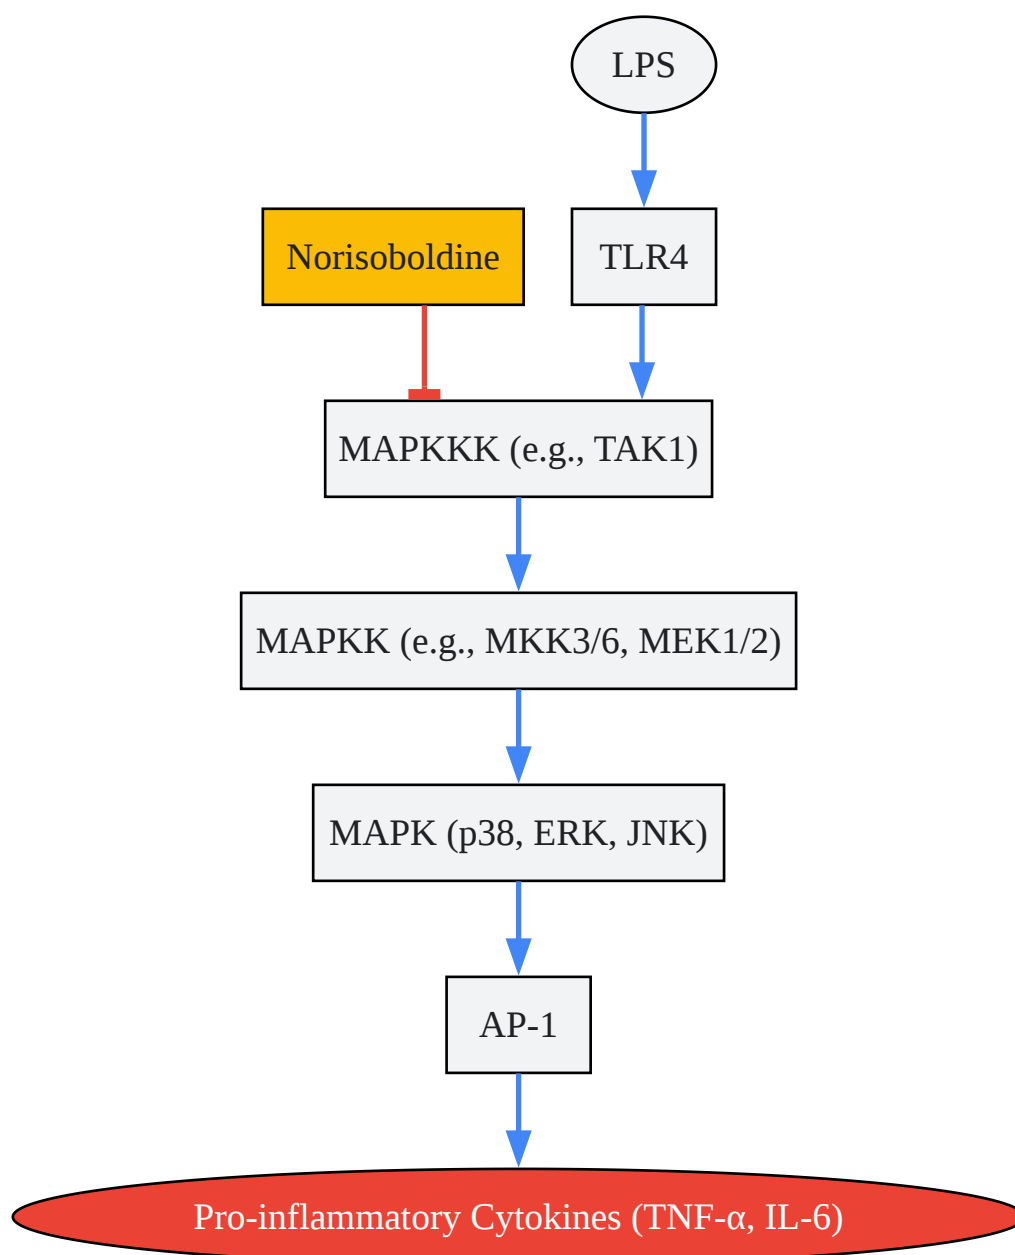 LPS
Norisoboldine
TLR4
MAPKKK (e.g., TAK1)
MAPKK (e.g., MKK3/6, MEK1/2)
MAPK (p38, ERK, JNK)
AP-1
Pro-inflammatory Cytokines (TNF-α, IL-6)